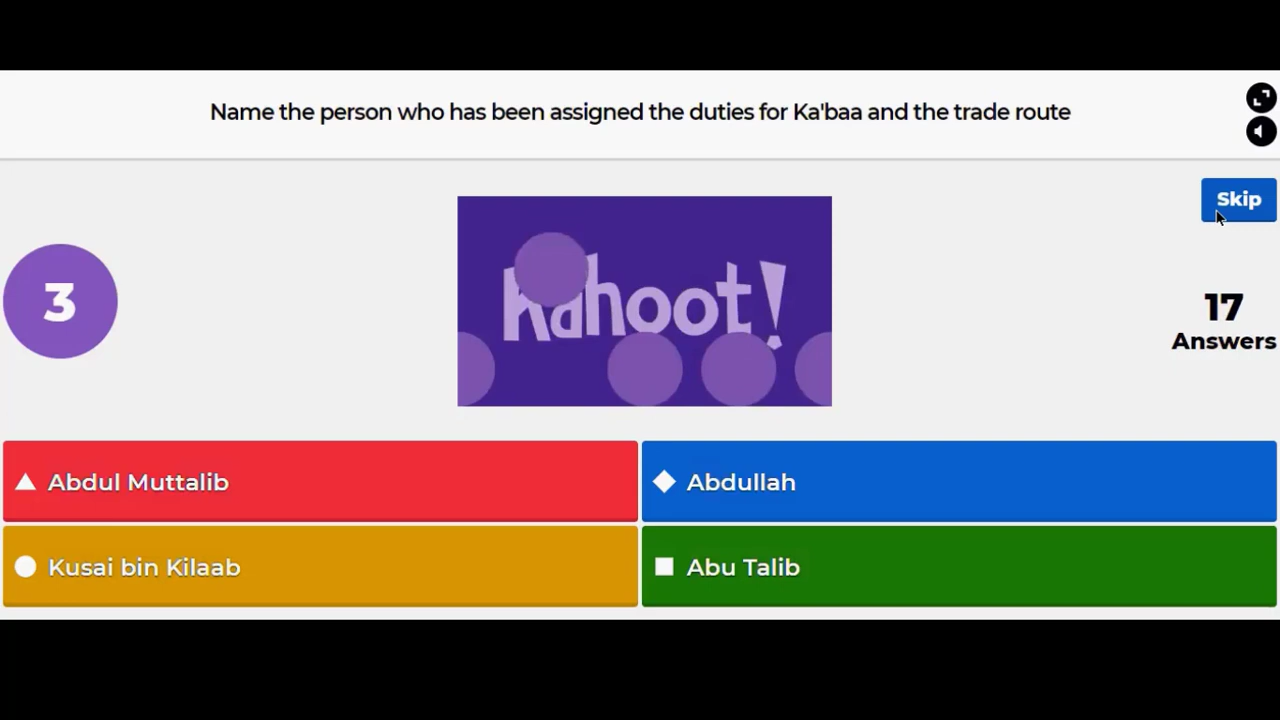 Name the person who has been assigned the duties for Ka'baa and the trade route
Skip
3
Kahoot!
17
Answers
Abdul Muttalib
Abdullah
Kusai bin Kilaab
Abu Talib